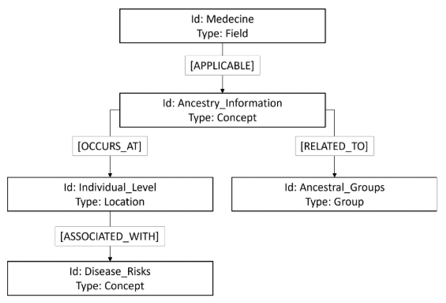 Id: Medecine
Type: Field
[APPLICABLE]
Id: Ancestry_Information
Type: Concept
[OCCURS_AT]
[RELATED_TO]
Id: Individual_Level
Type: Location
Id: Ancestral_Groups
Type: Group
[ASSOCIATED_WITH]
Id: Disease_Risks
Type: Concept